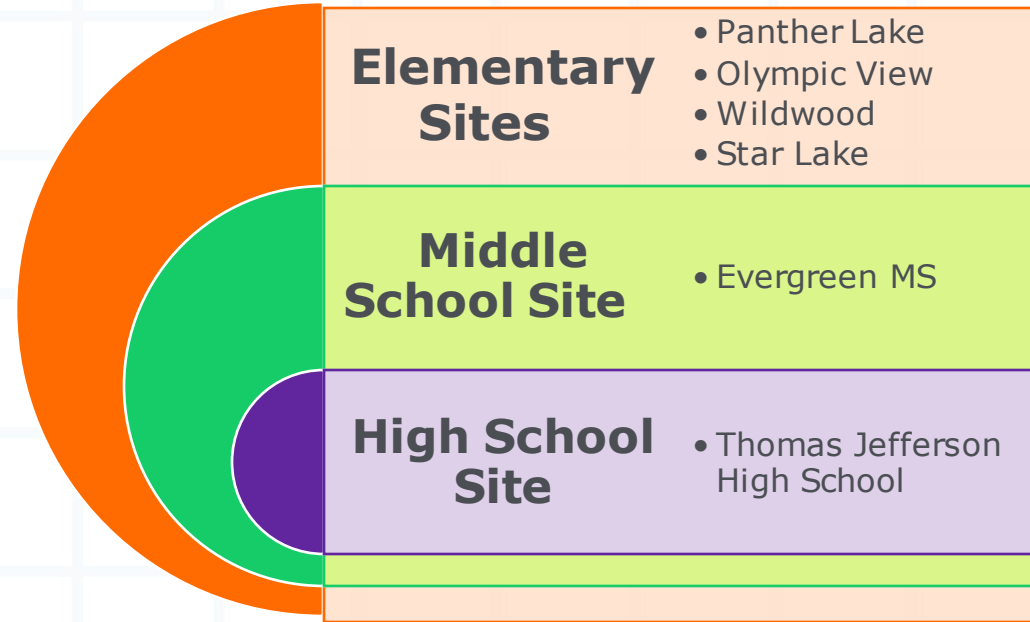 Elementary
Sites
• Panther Lake
• Olympic View
• Wildwood
• Star Lake
Middle
School Site
• Evergreen MS
High School
Site
• Thomas Jefferson
High School